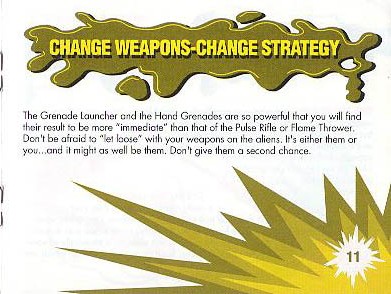 CHANGE WEAPONS-CHANGE STRATEGY
The Grenade Launcher and the Hand Grenades are so powerful that you will find
their result to be more “immediate” than that of the Pulse Rifle or Flame Thrower.
Don't be afraid to “let loose” with your weapons on the aliens. It's either them or
you...and it might as well be them. Don't give them a second chance.
11